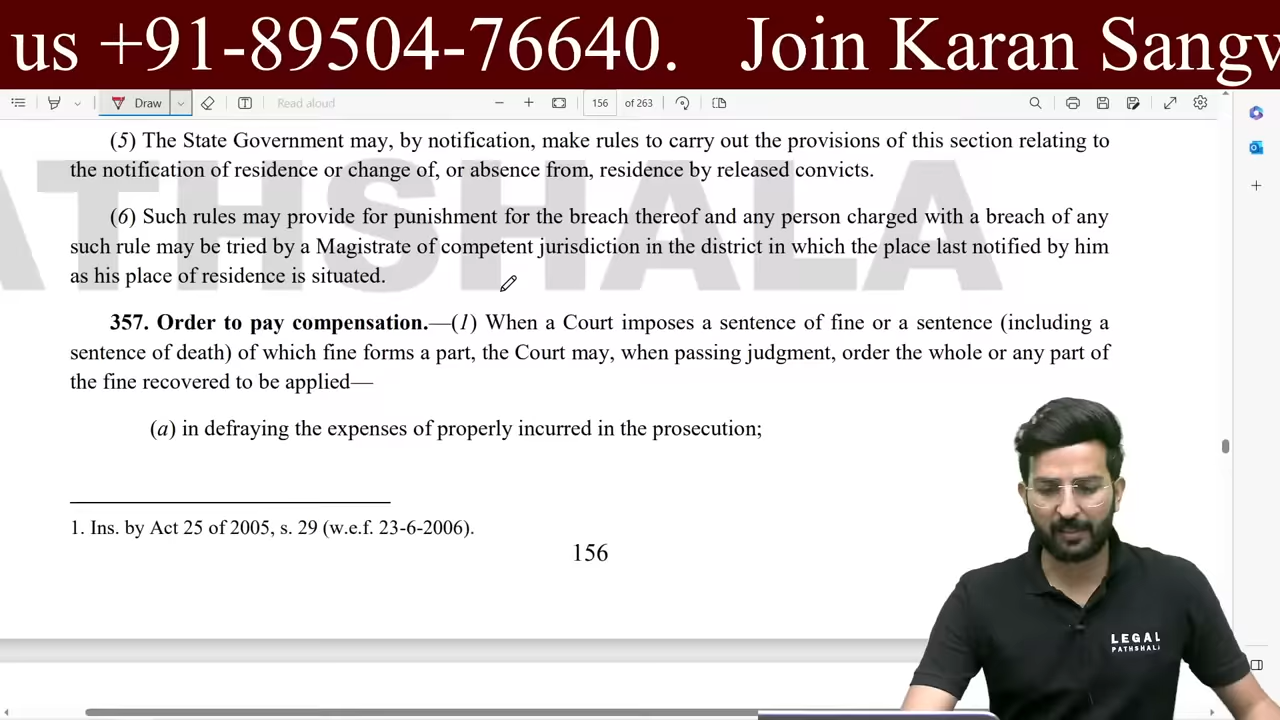 us +91-89504-76640. Join Karan Sangw
Draw
Read aloud
156 of 263
(5) The State Government may, by notification, make rules to carry out the provisions of this section relating to
the notification of residence or change of, or absence from, residence by released convicts.
(6) Such rules may provide for punishment for the breach thereof and any person charged with a breach of any
such rule may be tried by a Magistrate of competent jurisdiction in the district in which the place last notified by him
as his place of residence is situated.
ATHSHALA
357. Order to pay compensation.—(1) When a Court imposes a sentence of fine or a sentence (including a
sentence of death) of which fine forms a part, the Court may, when passing judgment, order the whole or any part of
the fine recovered to be applied—
(a) in defraying the expenses of properly incurred in the prosecution;
1. Ins. by Act 25 of 2005, s. 29 (w.e.f. 23-6-2006).
156
LEGAL
PATHSHALA